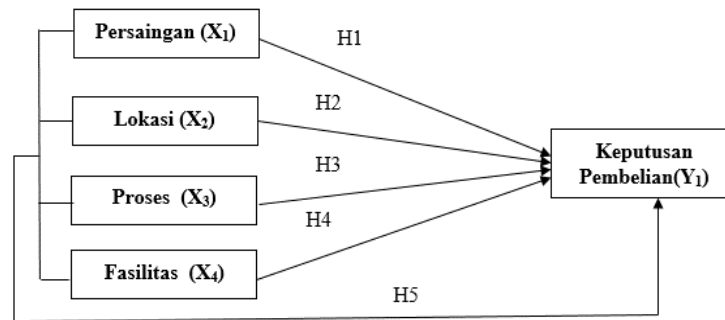 Persaingan (X₁)
H1
H2
Lokasi (X₂)
Keputusan
Pembelian(Y₁)
H3
Proses (X₃)
H4
Fasilitas (X₄)
H5